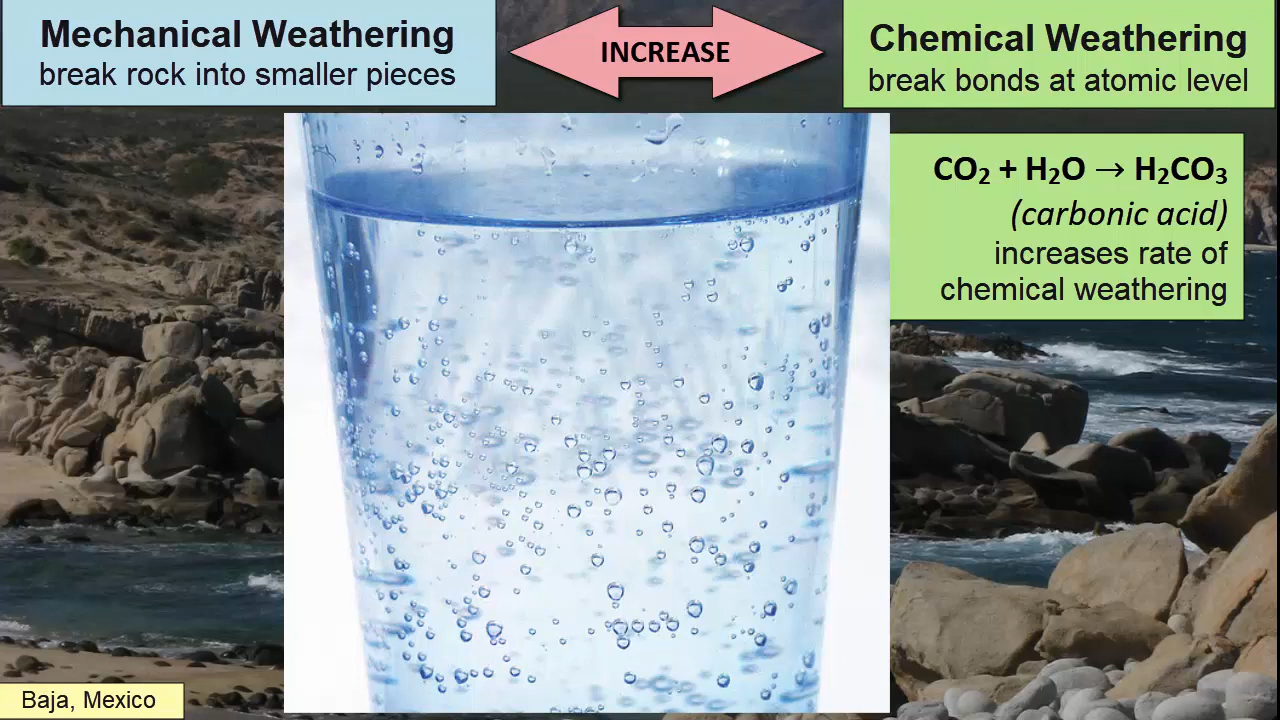 Mechanical Weathering
break rock into smaller pieces
INCREASE
Chemical Weathering
break bonds at atomic level
CO₂ + H₂O → H₂CO₃
(carbonic acid)
increases rate of
chemical weathering
Baja, Mexico